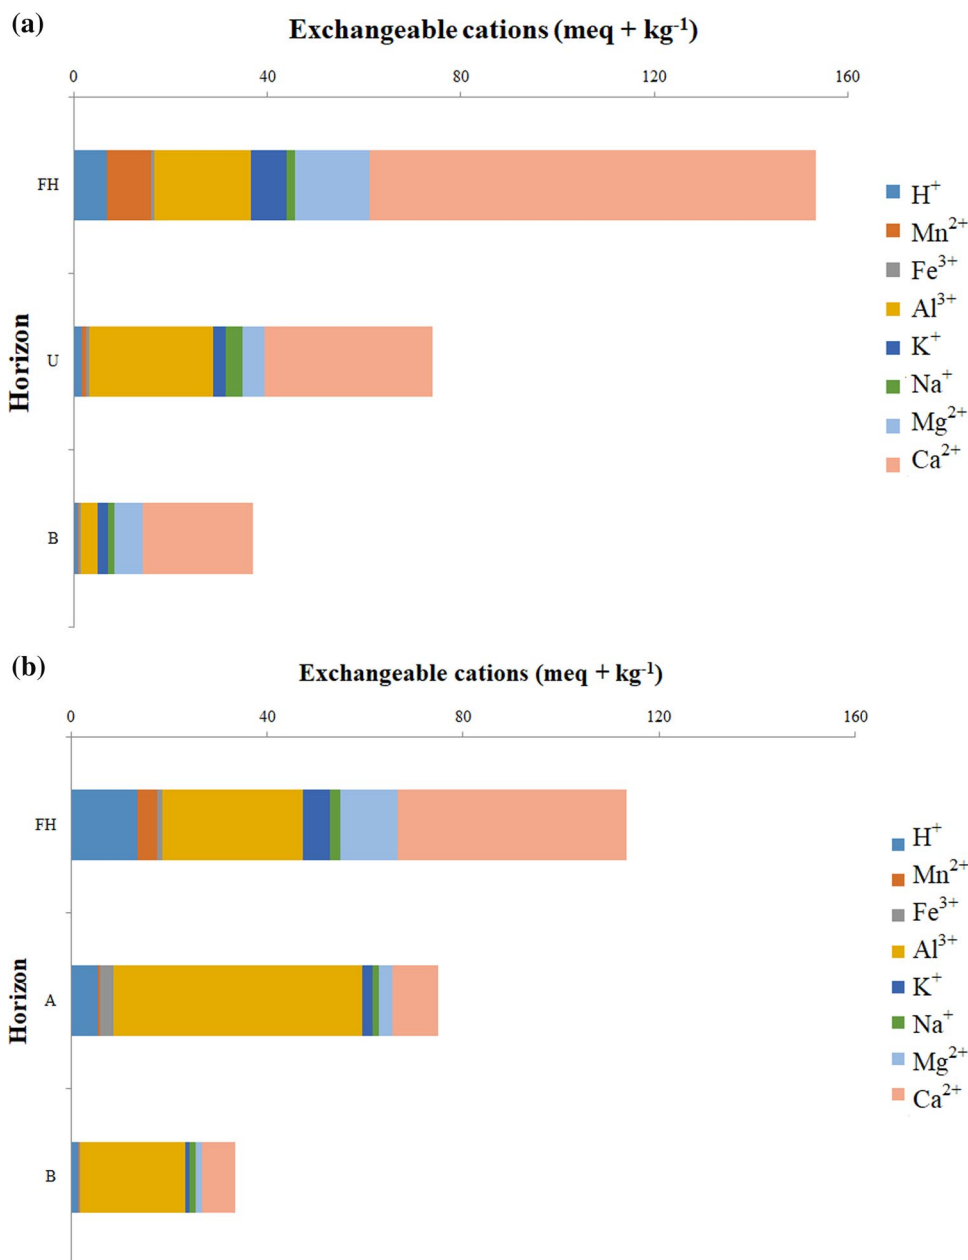 (a)
Exchangeable cations (meq + kg⁻¹)
0 40 80 120 160
FH
U
B
Horizon
H⁺
Mn²⁺
Fe³⁺
Al³⁺
K⁺
Na⁺
Mg²⁺
Ca²⁺
(b)
Exchangeable cations (meq + kg⁻¹)
0 40 80 120 160
FH
A
B
Horizon
H⁺
Mn²⁺
Fe³⁺
Al³⁺
K⁺
Na⁺
Mg²⁺
Ca²⁺